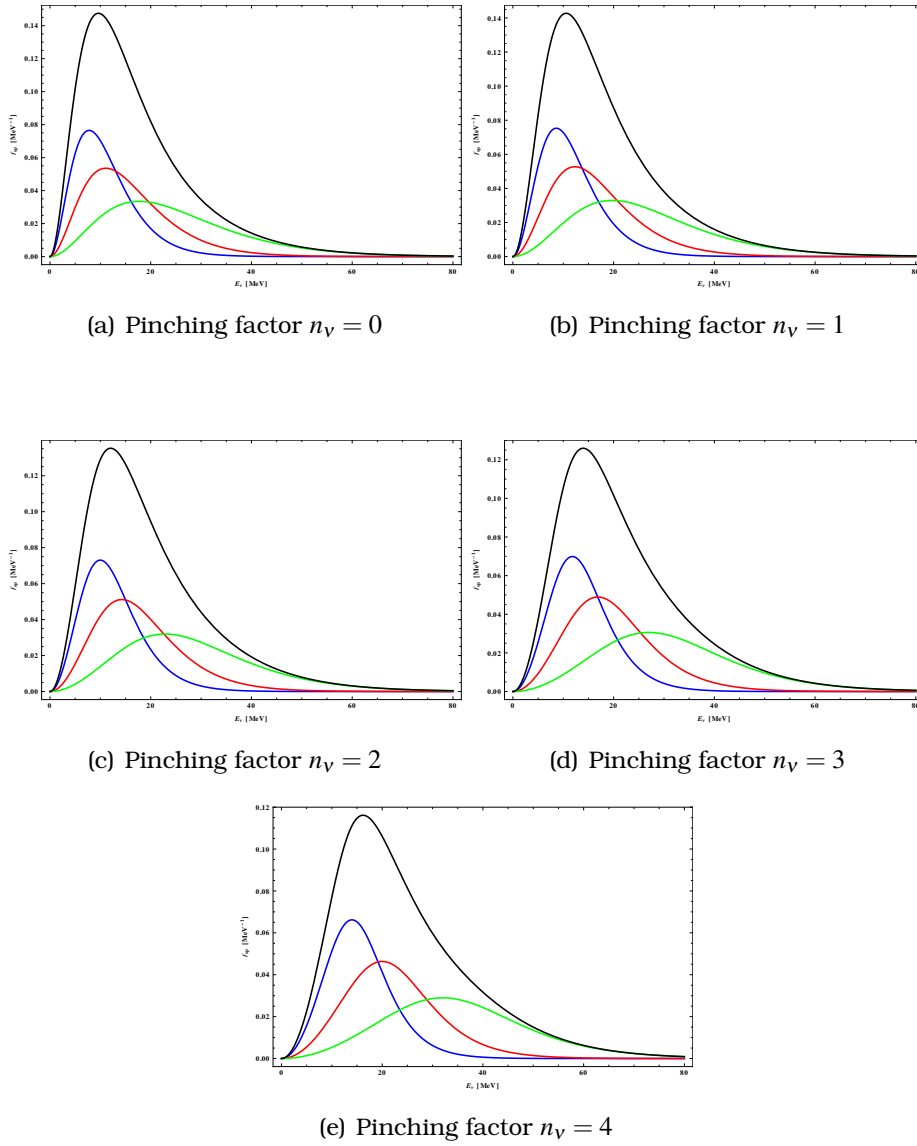 0.14
0.12
0.10
0.08
0.06
0.04
0.02
0.00
f_sp [MeV⁻¹]
0 20 40 60 80
E_ν [MeV]
0.14
0.12
0.10
0.08
0.06
0.04
0.02
0.00
f_sp [MeV⁻¹]
0 20 40 60 80
E_ν [MeV]
(a) Pinching factor n_ν = 0
(b) Pinching factor n_ν = 1
0.12
0.10
0.08
0.06
0.04
0.02
0.00
f_sp [MeV⁻¹]
0 20 40 60 80
E_ν [MeV]
0.12
0.10
0.08
0.06
0.04
0.02
0.00
f_sp [MeV⁻¹]
0 20 40 60 80
E_ν [MeV]
(c) Pinching factor n_ν = 2
(d) Pinching factor n_ν = 3
0.12
0.10
0.08
0.06
0.04
0.02
0.00
f_sp [MeV⁻¹]
0 20 40 60 80
E_ν [MeV]
(e) Pinching factor n_ν = 4